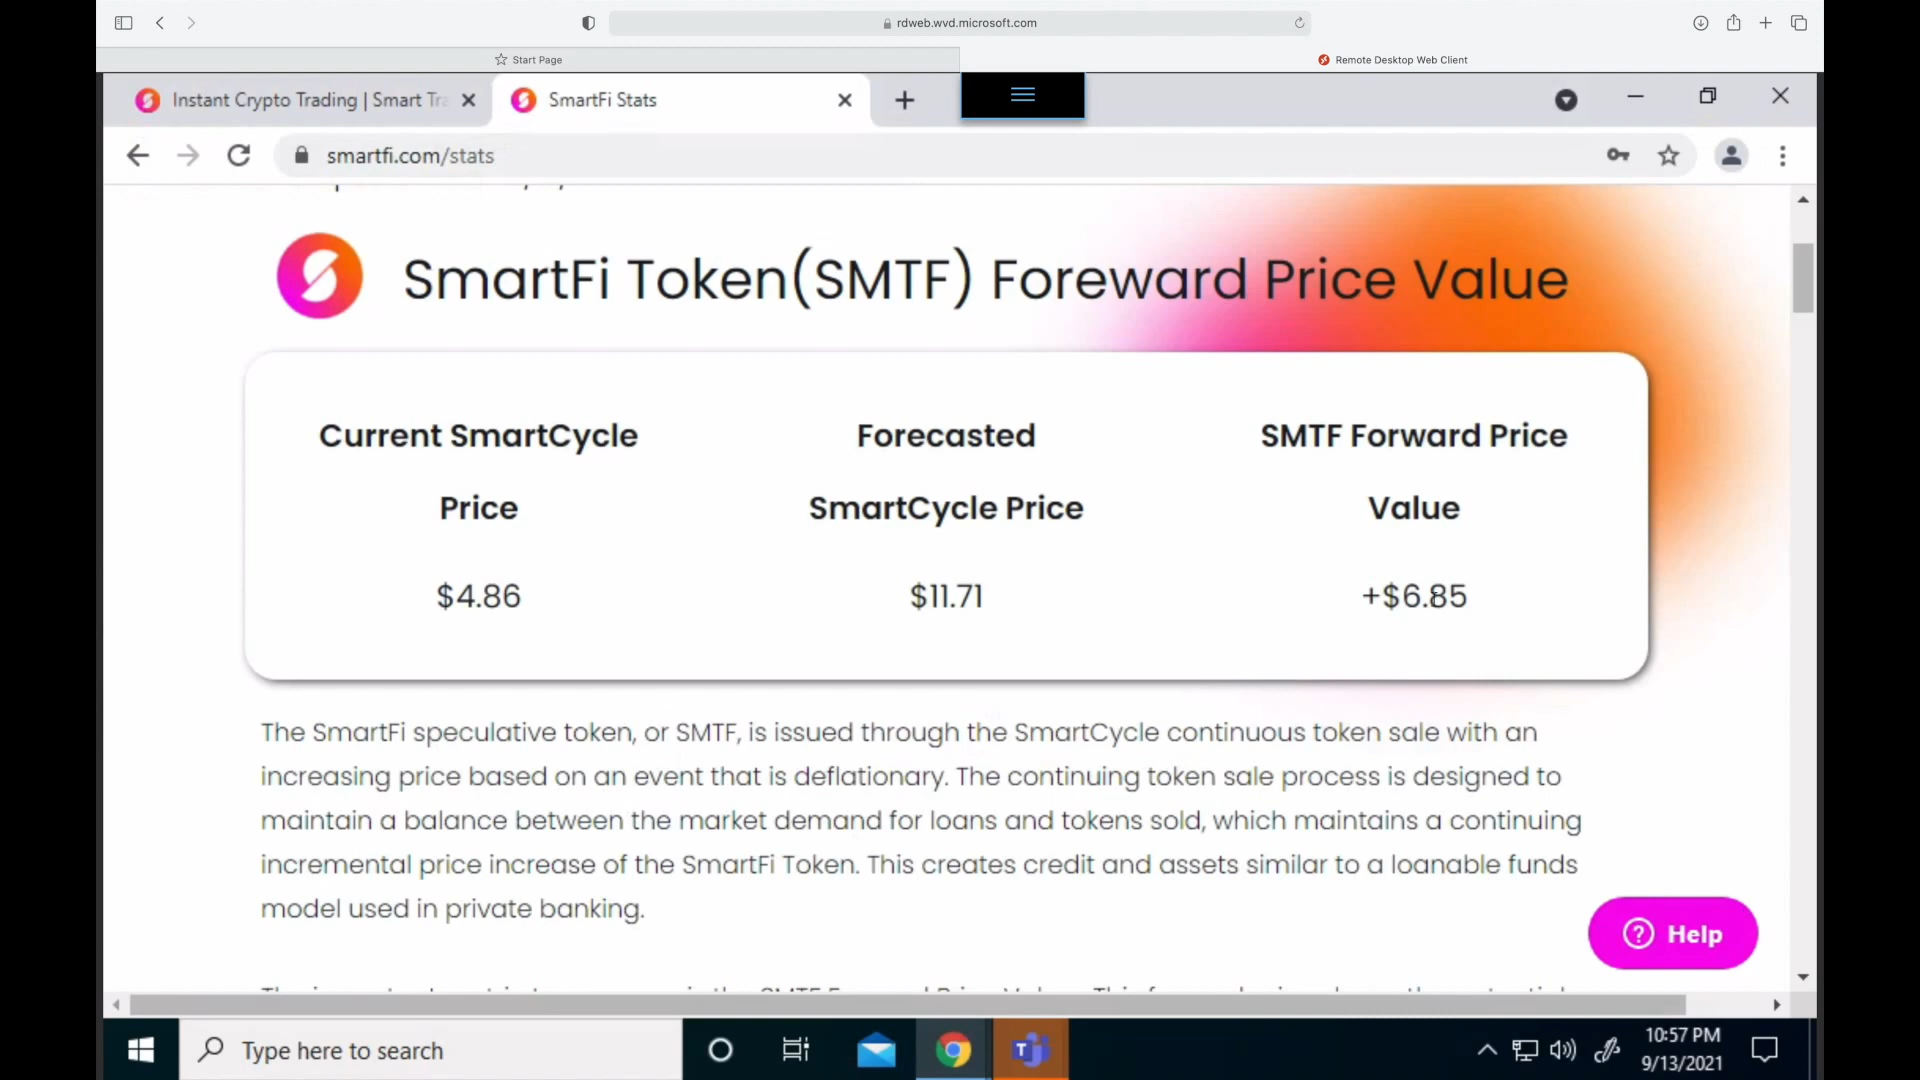 rdweb.wvd.microsoft.com
Start Page
Remote Desktop Web Client
Instant Crypto Trading | Smart Tra
SmartFi Stats
smartfi.com/stats
SmartFi Token(SMTF) Foreward Price Value
Current SmartCycle
Price
$4.86
Forecasted
SmartCycle Price
$11.71
SMTF Forward Price
Value
+$6.85
The SmartFi speculative token, or SMTF, is issued through the SmartCycle continuous token sale with an
increasing price based on an event that is deflationary. The continuing token sale process is designed to
maintain a balance between the market demand for loans and tokens sold, which maintains a continuing
incremental price increase of the SmartFi Token. This creates credit and assets similar to a loanable funds
model used in private banking.
Help
Type here to search
10:57 PM
9/13/2021